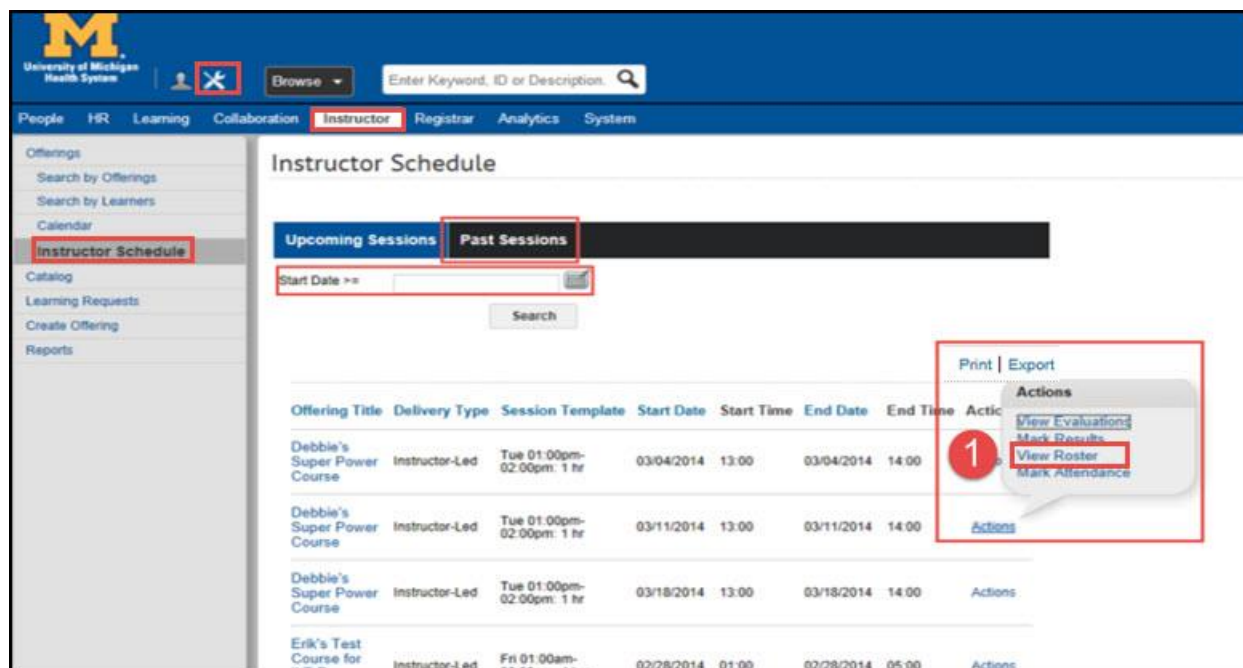 M
University of Michigan
Health System
Browse
Enter Keyword, ID or Description.
People HR Learning Collaboration Instructor Registrar Analytics System
Offerings
Search by Offerings
Search by Learners
Calendar
Instructor Schedule
Catalog
Learning Requests
Create Offering
Reports
Instructor Schedule
Upcoming Sessions Past Sessions
Start Date >=
Search
Print | Export
Actions
View Evaluations
Mark Results
1 View Roster
Mark Attendance
Offering Title Delivery Type Session Template Start Date Start Time End Date End Time Actic
Debbie's
Super Power
Course
Instructor-Led
Tue 01:00pm-
02:00pm: 1 hr
03/04/2014 13:00 03/04/2014 14:00
Debbie's
Super Power
Course
Instructor-Led
Tue 01:00pm-
02:00pm: 1 hr
03/11/2014 13:00 03/11/2014 14:00 Actions
Debbie's
Super Power
Course
Instructor-Led
Tue 01:00pm-
02:00pm: 1 hr
03/18/2014 13:00 03/18/2014 14:00 Actions
Erik's Test
Course for
Instructor-Led
Fri 01:00am-
02/28/2014 01:00 02/28/2014 05:00 Actions